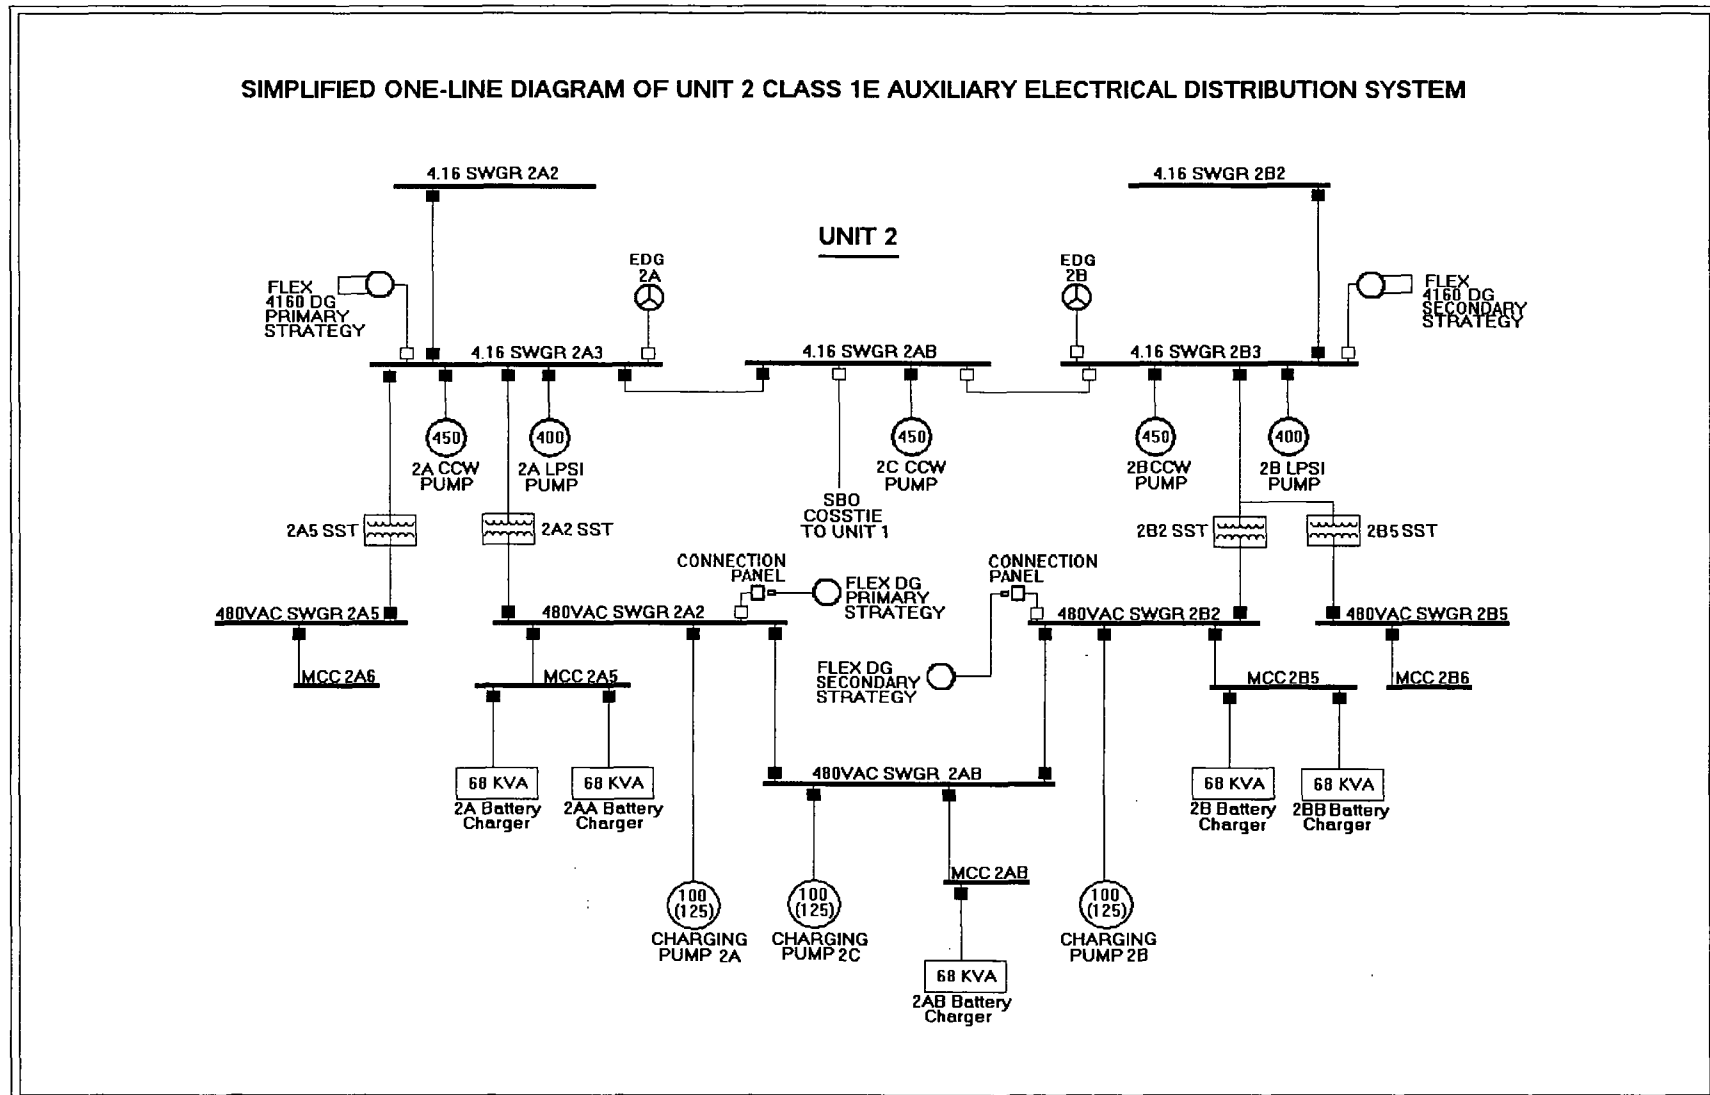 SIMPLIFIED ONE-LINE DIAGRAM OF UNIT 2 CLASS 1E AUXILIARY ELECTRICAL DISTRIBUTION SYSTEM
4.16 SWGR 2A2
4.16 SWGR 2B2
UNIT 2
EDG
2A
EDG
2B
FLEX
4160 DG
PRIMARY
STRATEGY
FLEX
4160 DG
SECONDARY
STRATEGY
4.16 SWGR 2A3
4.16 SWGR 2AB
4.16 SWGR 2B3
450
2A CCW
PUMP
400
2A LPSI
PUMP
450
2C CCW
PUMP
450
2B CCW
PUMP
400
2B LPSI
PUMP
SBO
COSSTIE
TO UNIT 1
2A5 SST
2A2 SST
2B2 SST
2B5 SST
CONNECTION
PANEL
FLEX DG
PRIMARY
STRATEGY
CONNECTION
PANEL
480VAC SWGR 2A5
480VAC SWGR 2A2
480VAC SWGR 2B2
480VAC SWGR 2B5
MCC 2A6
MCC 2A5
FLEX DG
SECONDARY
STRATEGY
MCC 2B5
MCC 2B6
68 KVA
2A Battery
Charger
68 KVA
2AA Battery
Charger
480VAC SWGR 2AB
68 KVA
2B Battery
Charger
68 KVA
2BB Battery
Charger
MCC 2AB
100
(125)
CHARGING
PUMP 2A
100
(125)
CHARGING
PUMP 2C
100
(125)
CHARGING
PUMP 2B
68 KVA
2AB Battery
Charger